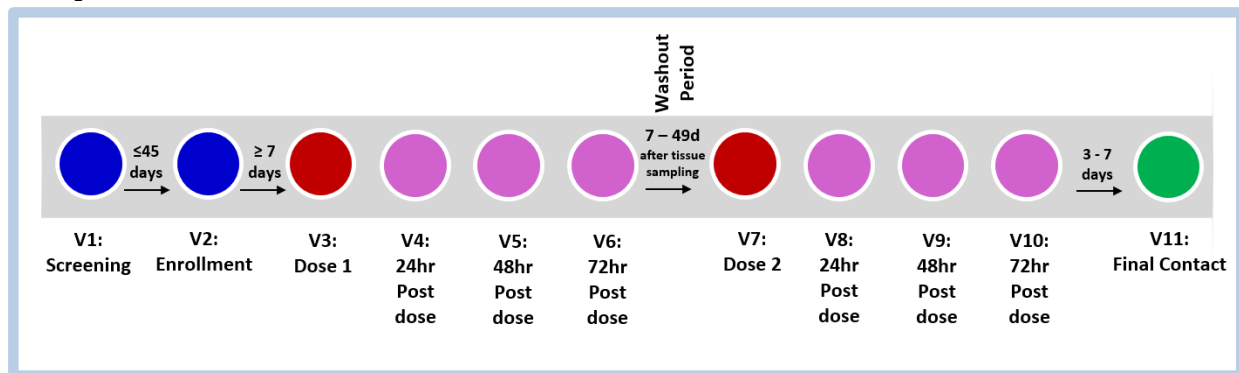 Washout
Period
≤45
days
≥ 7
days
7 – 49d
after tissue
sampling
3 - 7
days
V1:
Screening
V2:
Enrollment
V3:
Dose 1
V4:
24hr
Post
dose
V5:
48hr
Post
dose
V6:
72hr
Post
dose
V7:
Dose 2
V8:
24hr
Post
dose
V9:
48hr
Post
dose
V10:
72hr
Post
dose
V11:
Final Contact